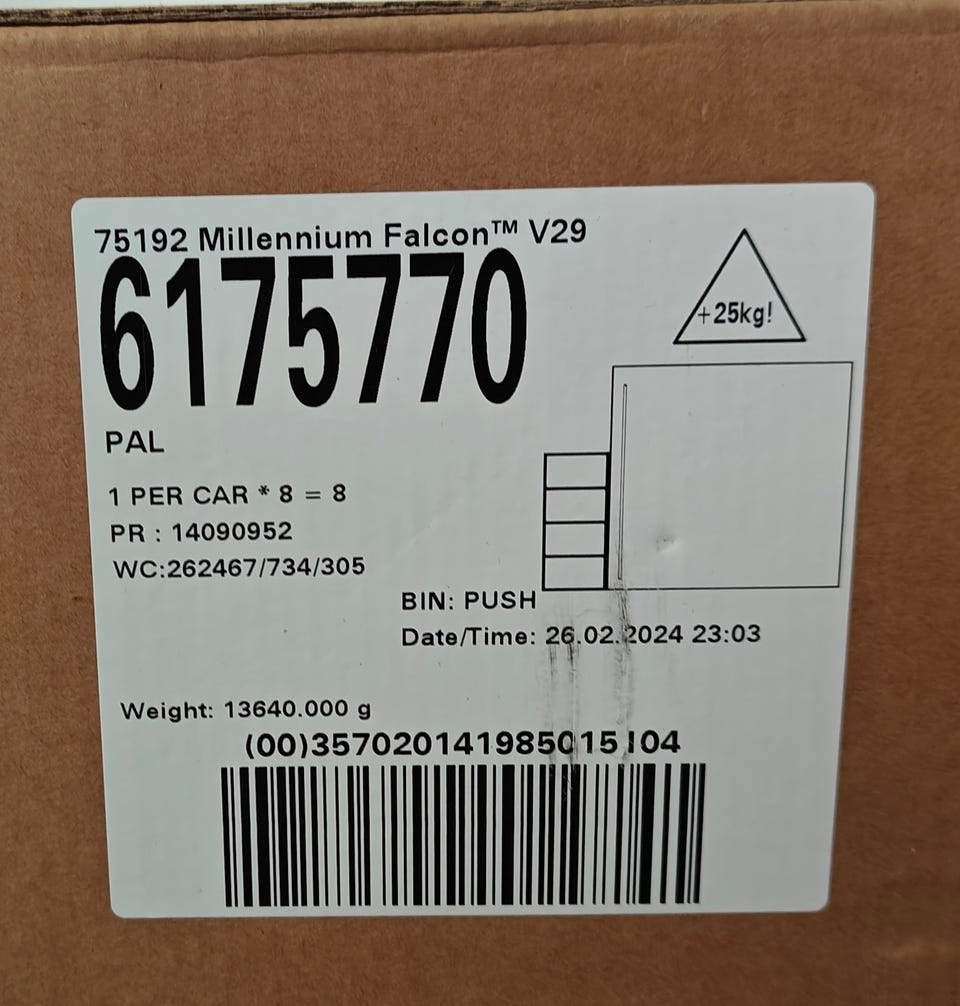 75192 Millennium Falcon™ V29
6175770
+25kg!
PAL
1 PER CAR * 8 = 8
PR : 14090952
WC:262467/734/305
BIN: PUSH
Date/Time: 26.02.2024 23:03
Weight: 13640.000 g
(00)357020141985015104